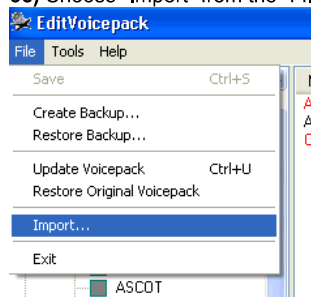 EditVoicepack
File Tools Help
Save Ctrl+S
Create Backup...
Restore Backup...
Update Voicepack Ctrl+U
Restore Original Voicepack
Import...
Exit
ASCOT